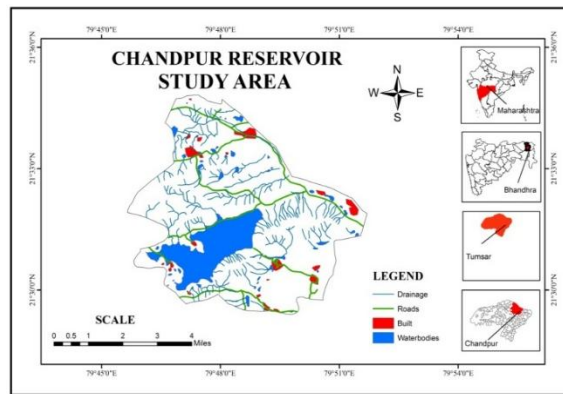 79°45'0"E 79°48'0"E 79°51'0"E 79°54'0"E
CHANDPUR RESERVOIR
STUDY AREA
N
W E
S
21°36'0"N
21°33'0"N
21°30'0"N
21°36'0"N
21°33'0"N
21°30'0"N
Maharashtra
Bhandhra
Tumsar
Chandpur
LEGEND
Drainage
Roads
Built
Waterbodies
SCALE
0 0.5 1 2 3 4
Miles
79°45'0"E 79°48'0"E 79°51'0"E 79°54'0"E